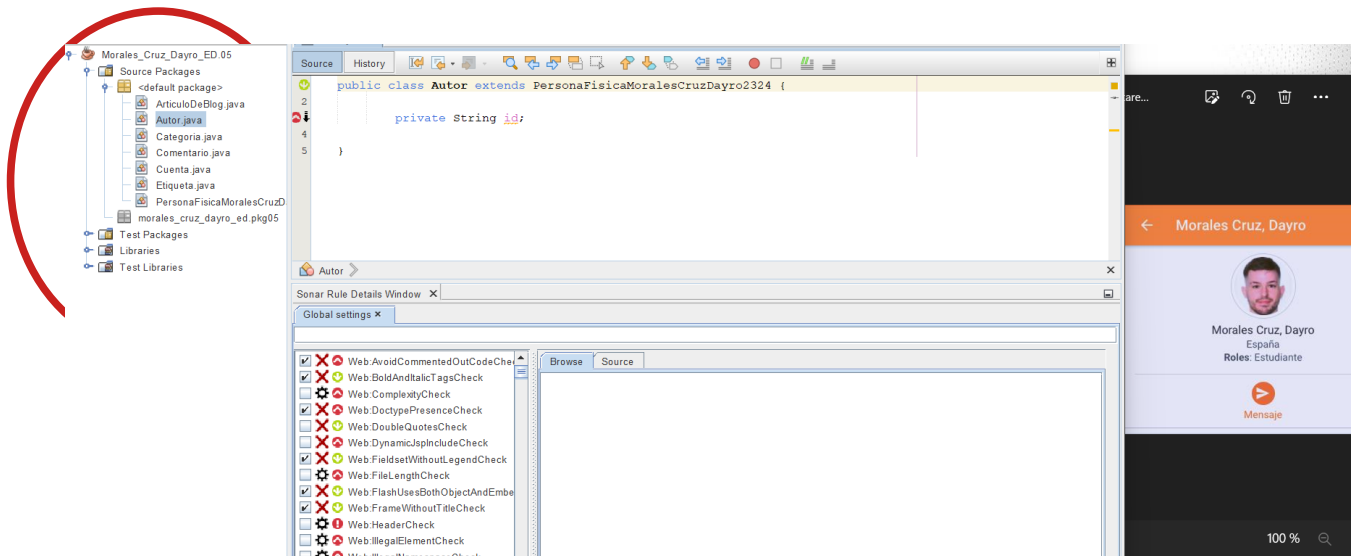 Morales_Cruz_Dayro_ED.05
Source Packages
<default package>
ArticuloDeBlog.java
Autor.java
Categoria.java
Comentario.java
Cuenta.java
Etiqueta.java
PersonaFisicaMoralesCruzD
morales_cruz_dayro_ed.pkg05
Test Packages
Libraries
Test Libraries
Source History
public class Autor extends PersonaFisicaMoralesCruzDayro2324 {
2
private String id;
4
5 }
Autor
Sonar Rule Details Window
Global settings
Web:AvoidCommentedOutCodeChe
Web:BoldAndItalicTagsCheck
Web:ComplexityCheck
Web:DoctypePresenceCheck
Web:DoubleQuotesCheck
Web:DynamicJspIncludeCheck
Web:FieldsetWithoutLegendCheck
Web:FileLengthCheck
Web:FlashUsesBothObjectAndEmbe
Web:FrameWithoutTitleCheck
Web:HeaderCheck
Web:IllegalElementCheck
Browse Source
are...
Morales Cruz, Dayro
Morales Cruz, Dayro
España
Roles: Estudiante
Mensaje
100 %